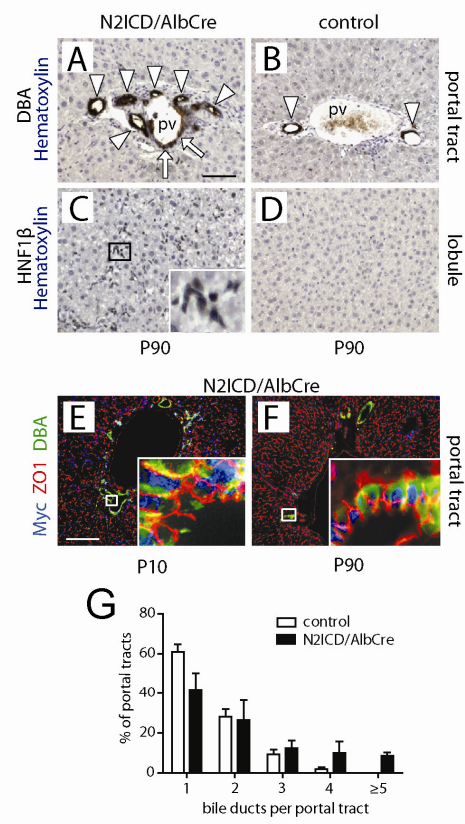 N2ICD/AlbCre control
A
B
DBA
Hematoxylin
pv
pv
portal tract
C
D
HNF1β
Hematoxylin
lobule
P90 P90
N2ICD/AlbCre
E
F
Myc ZO1 DBA
portal tract
P10 P90
G
80
60
40
20
0
% of portal tracts
control
N2ICD/AlbCre
1 2 3 4 ≥5
bile ducts per portal tract